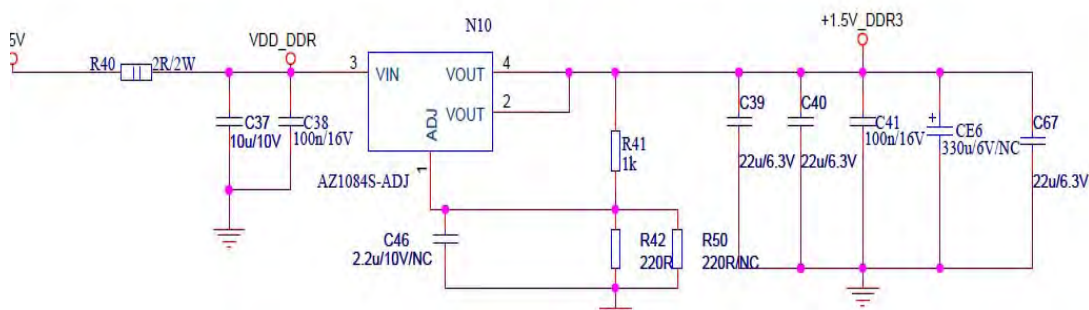 N10
+1.5V_DDR3
5V
R40
2R/2W
VDD_DDR
3
VIN
VOUT
4
VOUT
2
ADJ
1
AZ1084S-ADJ
C37
10u/10V
C38
100n/16V
R41
1k
C39
22u/6.3V
C40
22u/6.3V
C41
100n/16V
+
CE6
330u/6V/NC
C67
22u/6.3V
C46
2.2u/10V/NC
R42
220R
R50
220R/NC